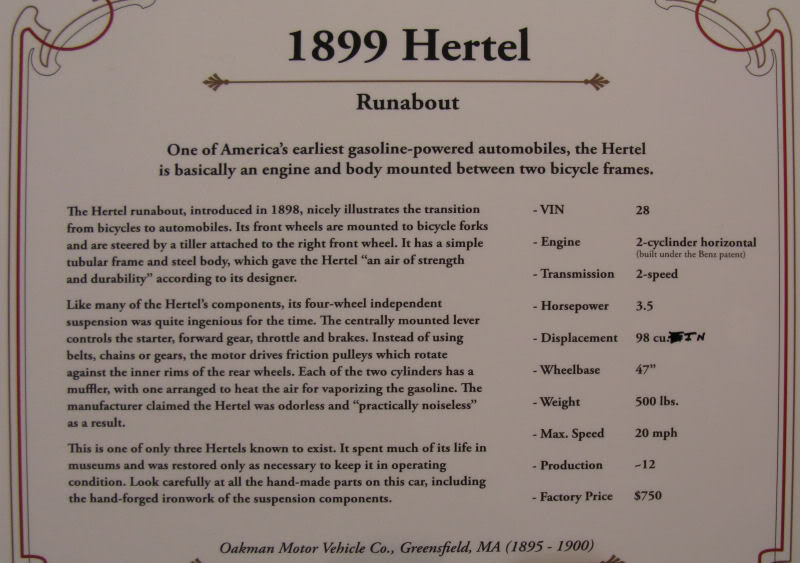 1899 Hertel
Runabout
One of America's earliest gasoline-powered automobiles, the Hertel
is basically an engine and body mounted between two bicycle frames.
The Hertel runabout, introduced in 1898, nicely illustrates the transition
from bicycles to automobiles. Its front wheels are mounted to bicycle forks
and are steered by a tiller attached to the right front wheel. It has a simple
tubular frame and steel body, which gave the Hertel "an air of strength
and durability" according to its designer.
Like many of the Hertel's components, its four-wheel independent
suspension was quite ingenious for the time. The centrally mounted lever
controls the starter, forward gear, throttle and brakes. Instead of using
belts, chains or gears, the motor drives friction pulleys which rotate
against the inner rims of the rear wheels. Each of the two cylinders has a
muffler, with one arranged to heat the air for vaporizing the gasoline. The
manufacturer claimed the Hertel was odorless and "practically noiseless"
as a result.
This is one of only three Hertels known to exist. It spent much of its life in
museums and was restored only as necessary to keep it in operating
condition. Look carefully at all the hand-made parts on this car, including
the hand-forged ironwork of the suspension components.
- VIN 28
- Engine 2-cyclinder horizontal
(built under the Benz patent)
- Transmission 2-speed
- Horsepower 3.5
- Displacement 98 cu. IN
- Wheelbase 47"
- Weight 500 lbs.
- Max. Speed 20 mph
- Production ~12
- Factory Price $750
Oakman Motor Vehicle Co., Greensfield, MA (1895 - 1900)